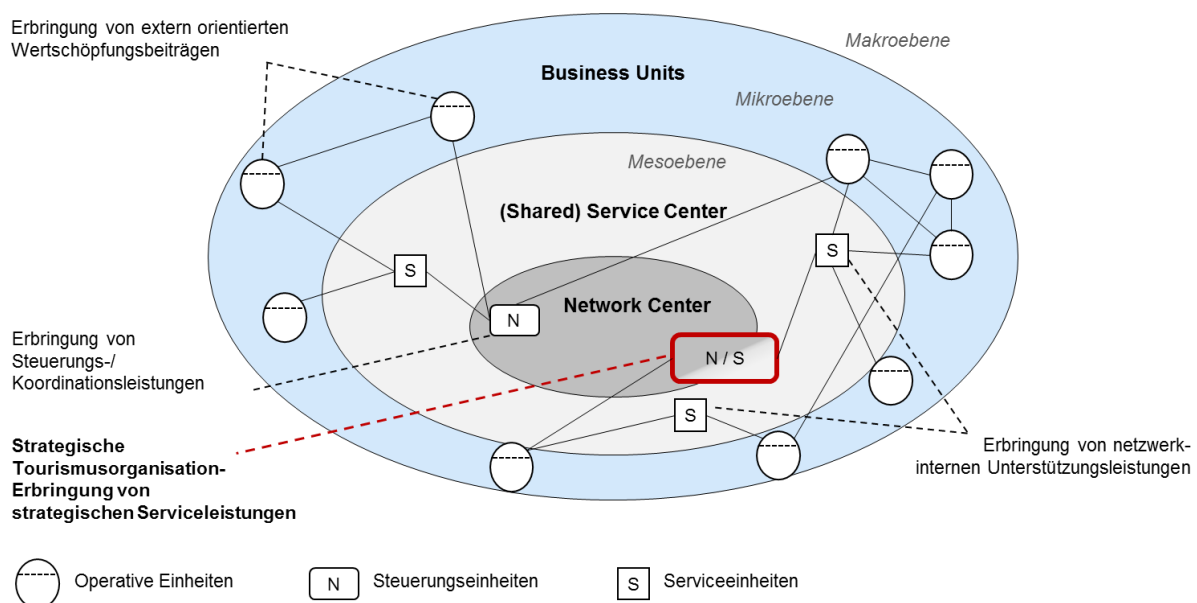 Erbringung von extern orientierten
Wertschöpfungsbeiträgen
Makroebene
Business Units
Mikroebene
Mesoebene
(Shared) Service Center
S
S
Network Center
N
Erbringung von
Steuerungs-/
Koordinationsleistungen
N / S
S
Strategische
Tourismusorganisation-
Erbringung von
strategischen Serviceleistungen
Erbringung von netzwerk-
internen Unterstützungsleistungen
Operative Einheiten
N
Steuerungseinheiten
S
Serviceeinheiten